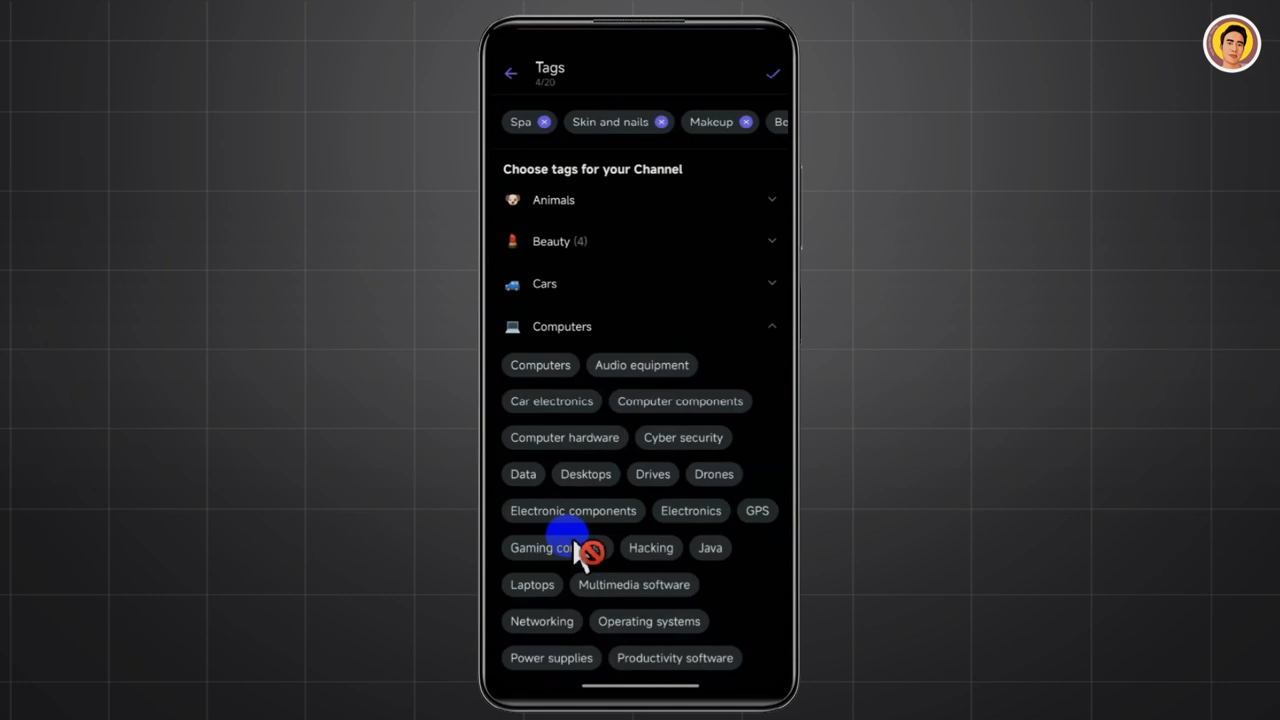 Tags
4/20
Spa Skin and nails Makeup Be
Choose tags for your Channel
Animals
Beauty (4)
Cars
Computers
Computers Audio equipment
Car electronics Computer components
Computer hardware Cyber security
Data Desktops Drives Drones
Electronic components Electronics GPS
Gaming Hacking Java
Laptops Multimedia software
Networking Operating systems
Power supplies Productivity software